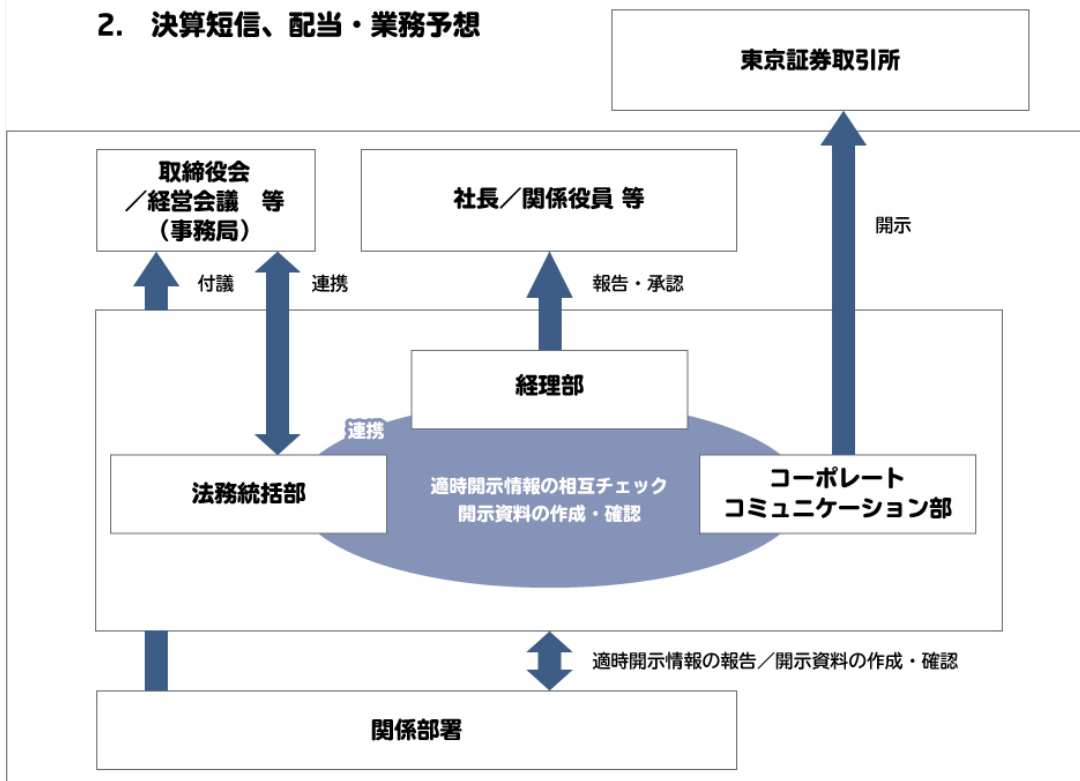 2. 決算短信、配当・業務予想
東京証券取引所
取締役会
／経営会議　等
（事務局）
社長／関係役員 等
開示
付議
連携
報告・承認
経理部
連携
法務統括部
適時開示情報の相互チェック
開示資料の作成・確認
コーポレート
コミュニケーション部
適時開示情報の報告／開示資料の作成・確認
関係部署